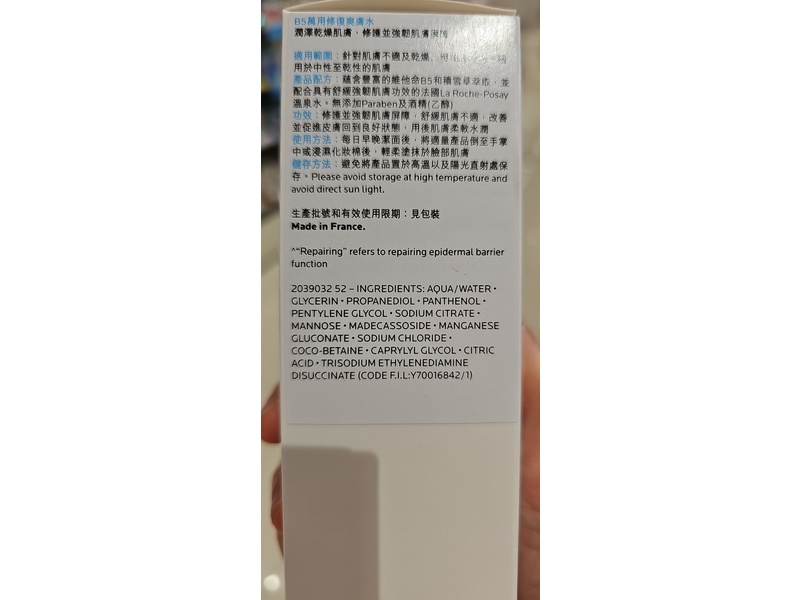 B5萬用修復爽膚水
潤澤乾燥肌膚，修護並強韌肌膚屏障
適用範圍：針對肌膚不適及乾燥、
用於中性至乾性的肌膚
產品配方：蘊含豐富的維他命B5和積雪草萃取，並
配合具有舒緩強韌肌膚功效的法國La Roche-Posay
溫泉水。無添加Paraben及酒精(乙醇)
功效：修護並強韌肌膚屏障，舒緩肌膚不適，改善
並促進皮膚回到良好狀態，用後肌膚柔軟水潤
使用方法：每日早晚潔面後，將適量產品倒至手掌
中或浸濕化妝棉後，輕柔塗抹於臉部肌膚
儲存方法：避免將產品置於高溫以及陽光直射處保
存。Please avoid storage at high temperature and
avoid direct sun light.
生產批號和有效使用限期：見包裝
Made in France.
^"Repairing" refers to repairing epidermal barrier
function
2039032 52 – INGREDIENTS: AQUA/WATER •
GLYCERIN • PROPANEDIOL • PANTHENOL •
PENTYLENE GLYCOL • SODIUM CITRATE •
MANNOSE • MADECASSOSIDE • MANGANESE
GLUCONATE • SODIUM CHLORIDE •
COCO-BETAINE • CAPRYLYL GLYCOL • CITRIC
ACID • TRISODIUM ETHYLENEDIAMINE
DISUCCINATE (CODE F.I.L:Y70016842/1)